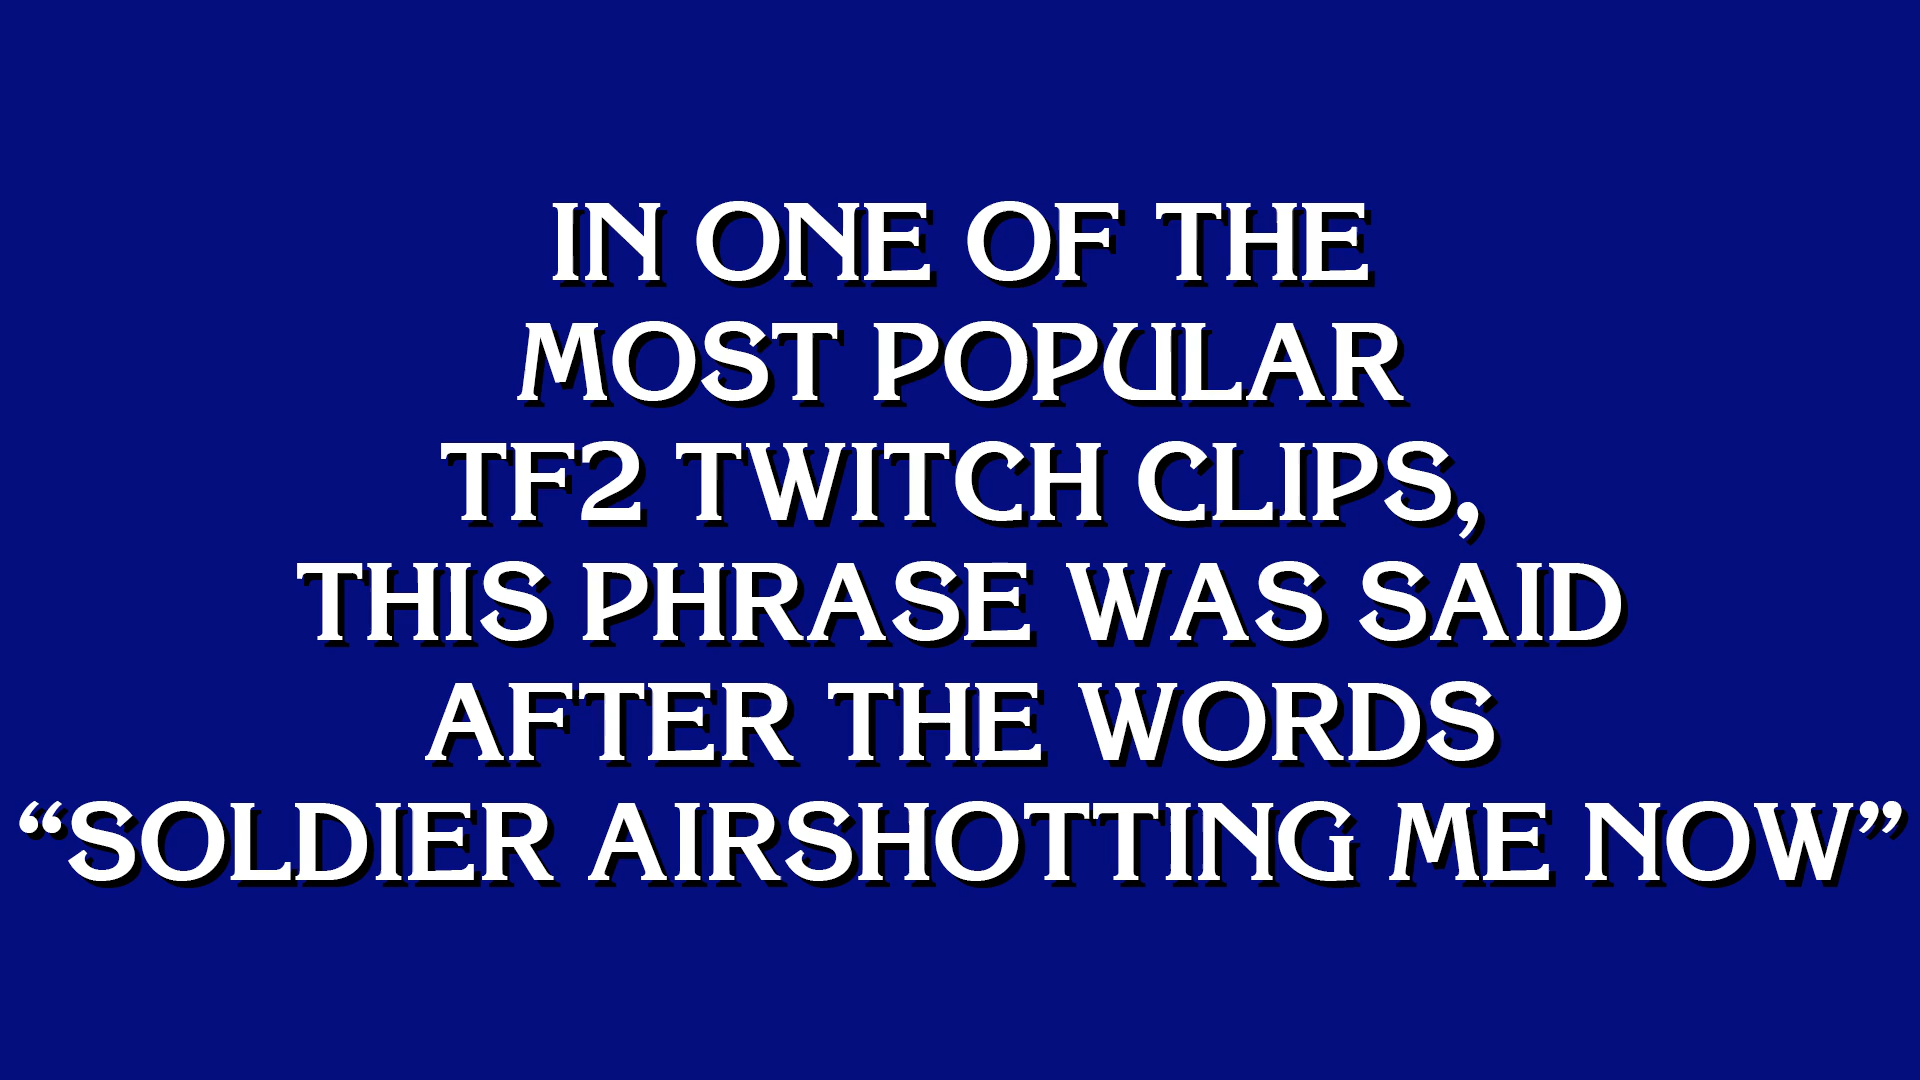 IN ONE OF THE
MOST POPULAR
TF2 TWITCH CLIPS,
THIS PHRASE WAS SAID
AFTER THE WORDS
“SOLDIER AIRSHOTTING ME NOW”